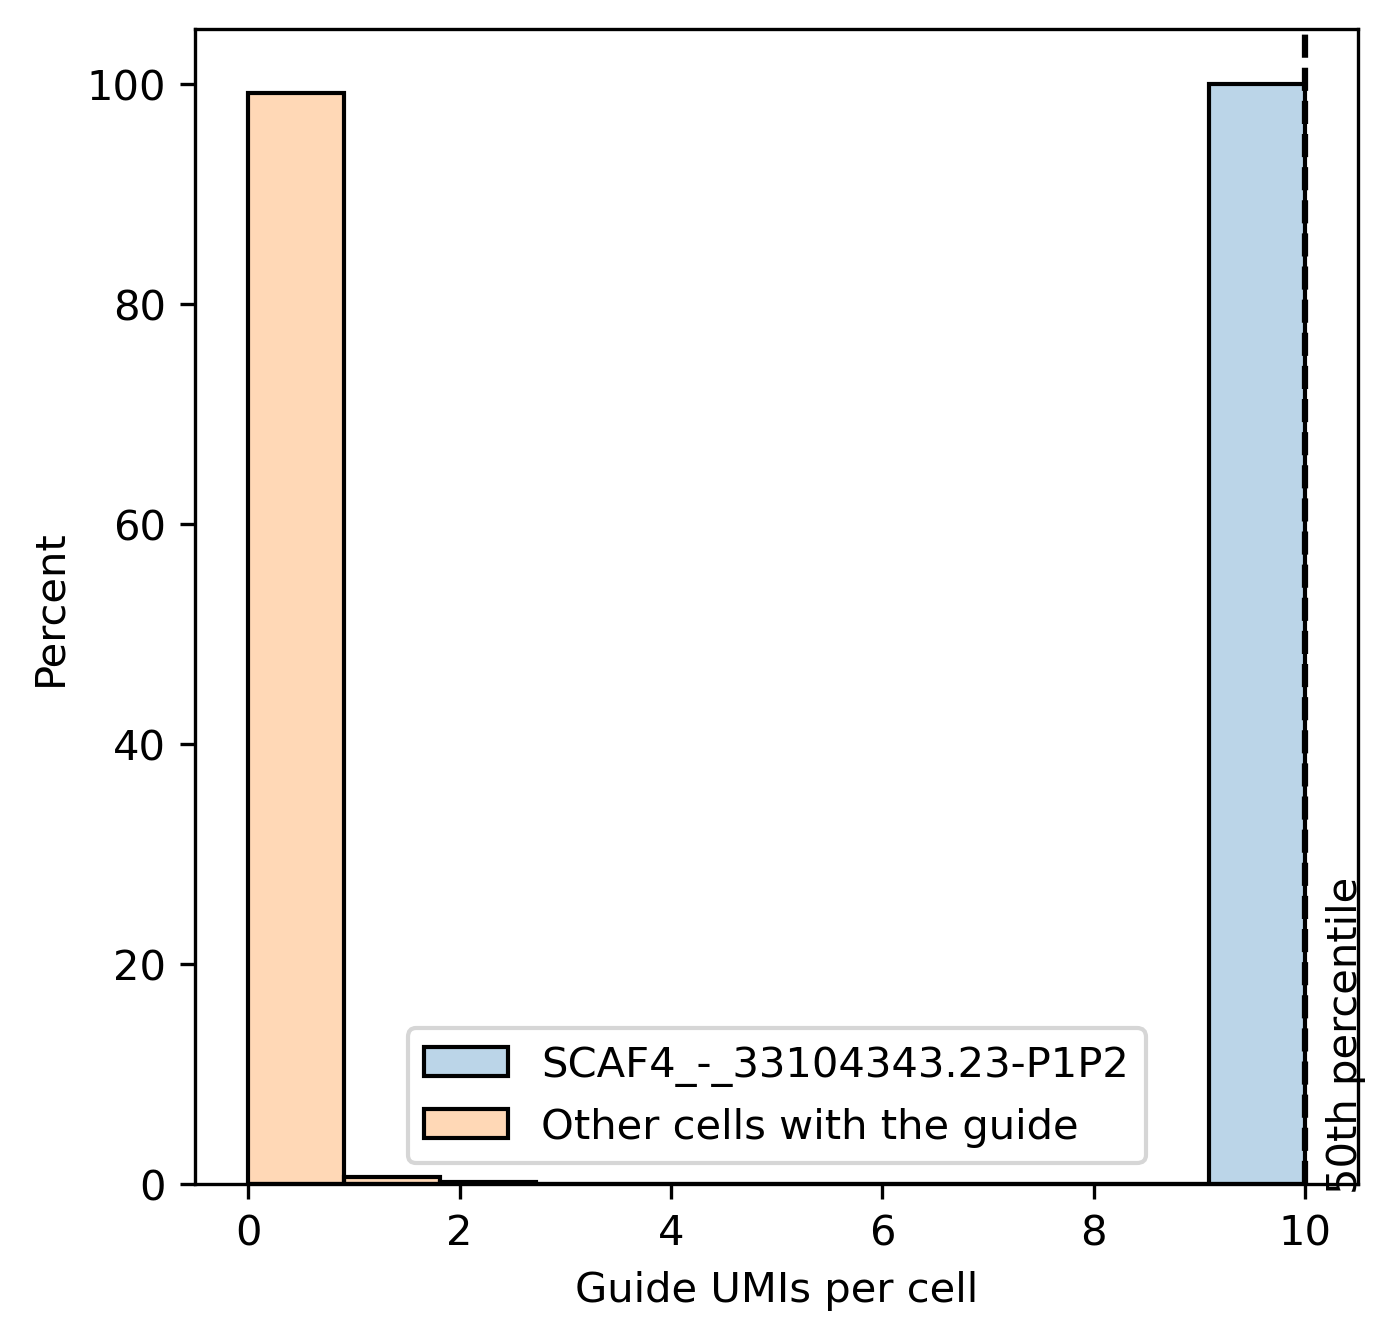 100
80
60
40
20
0
Percent
SCAF4_-_33104343.23-P1P2
Other cells with the guide
50th percentile
0 2 4 6 8 10
Guide UMIs per cell